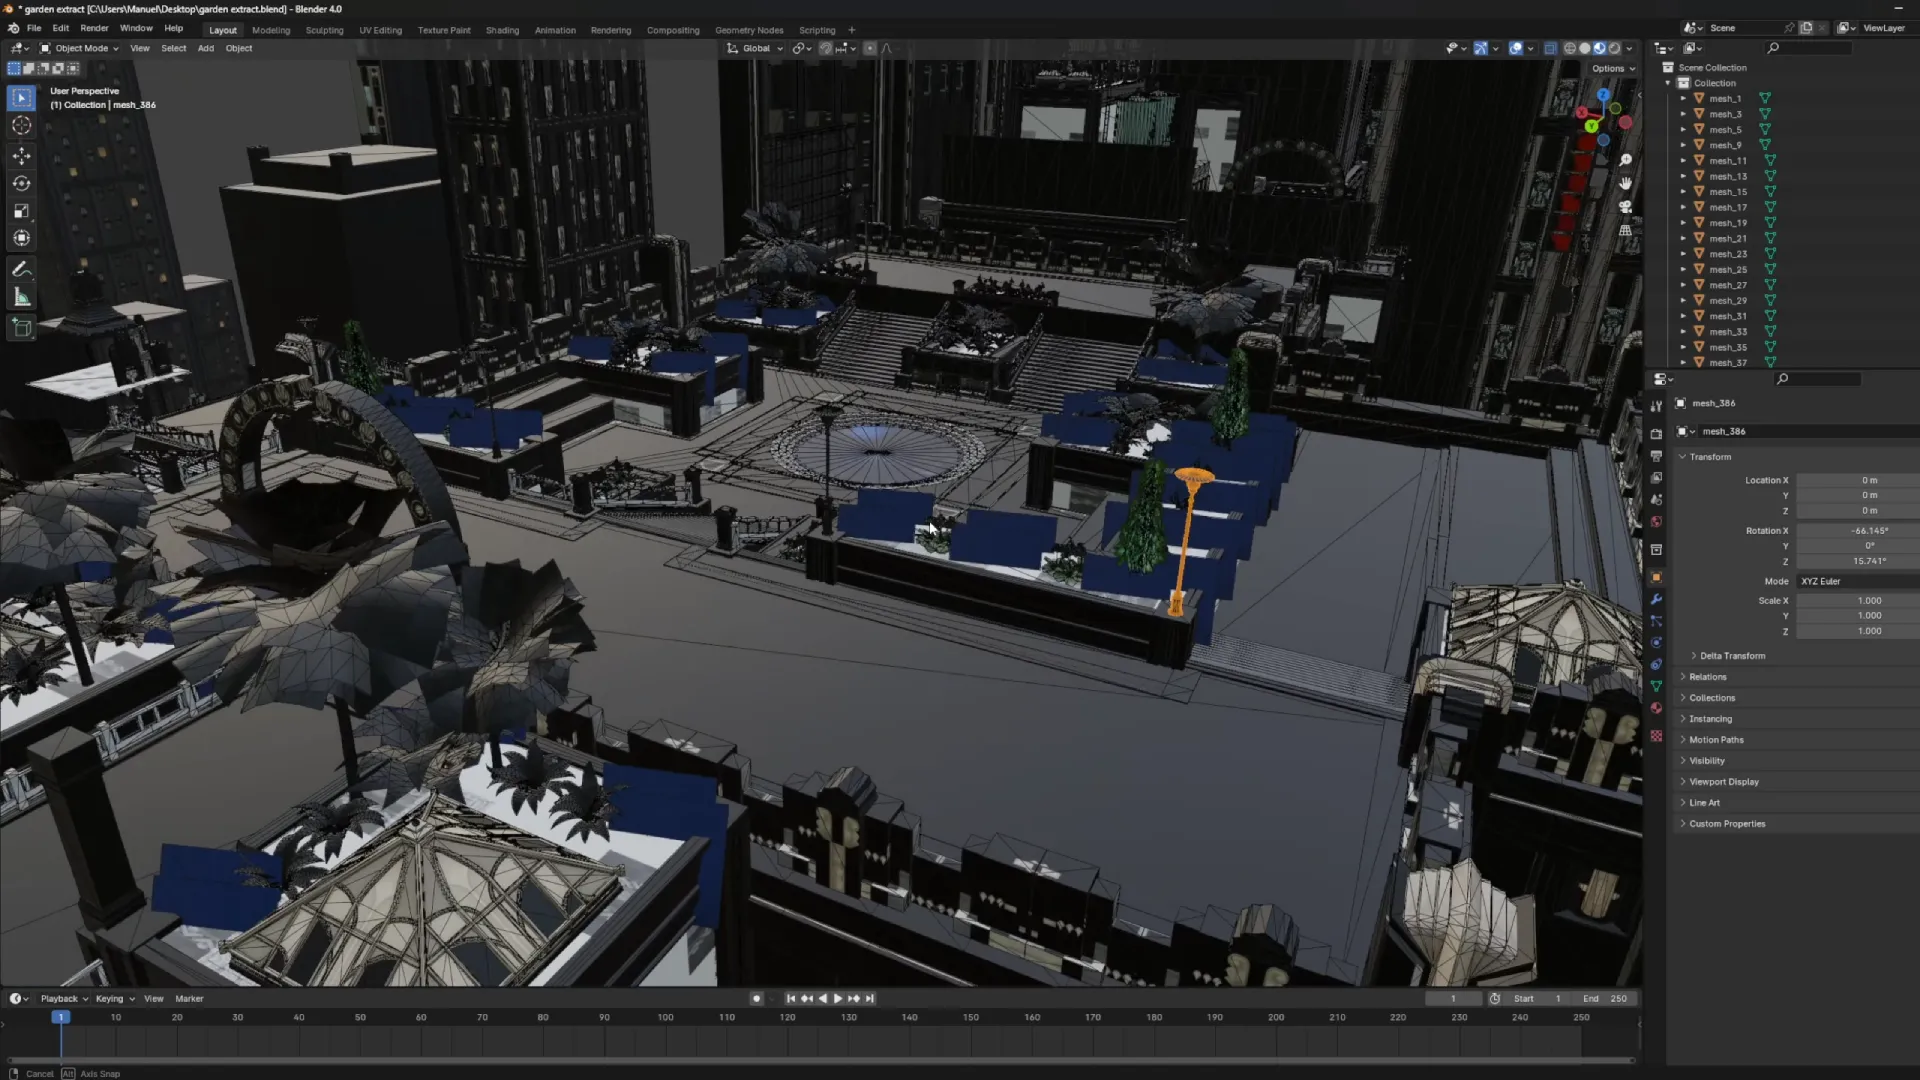 * garden extract [C:\Users\Manuel\Desktop\garden extract.blend] - Blender 4.0
File Edit Render Window Help
Layout Modeling Sculpting UV Editing Texture Paint Shading Animation Rendering Compositing Geometry Nodes Scripting +
Scene
ViewLayer
Object Mode View Select Add Object
Global
Options
User Perspective
(1) Collection | mesh_386
Z
X
Y
Scene Collection
Collection
mesh_1
mesh_3
mesh_5
mesh_9
mesh_11
mesh_13
mesh_15
mesh_17
mesh_19
mesh_21
mesh_23
mesh_25
mesh_27
mesh_29
mesh_31
mesh_33
mesh_35
mesh_37
mesh_386
mesh_386
Transform
Location X 0 m
Y 0 m
Z 0 m
Rotation X -66.145°
Y 0°
Z 15.741°
Mode XYZ Euler
Scale X 1.000
Y 1.000
Z 1.000
Delta Transform
Relations
Collections
Instancing
Motion Paths
Visibility
Viewport Display
Line Art
Custom Properties
Playback Keying View Marker
1 Start 1 End 250
1 10 20 30 40 50 60 70 80 90 100 110 120 130 140 150 160 170 180 190 200 210 220 230 240 250
Cancel Alt Axis Snap